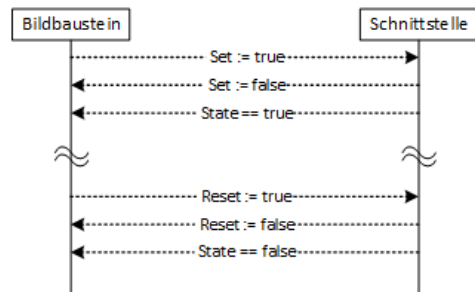 Bildbaustein
Schnittstelle
Set := true
Set := false
State == true
Reset := true
Reset := false
State == false